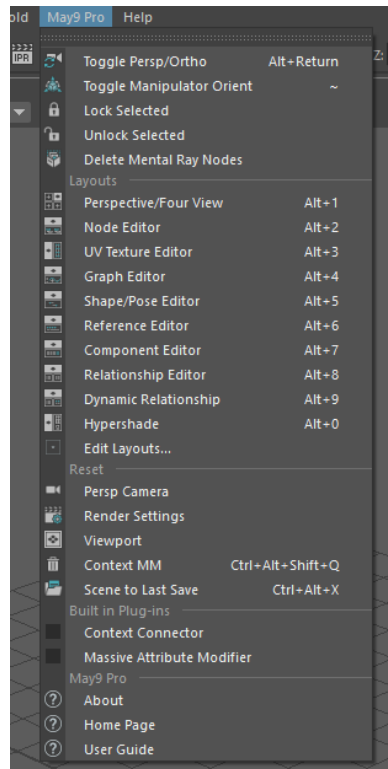 old May9 Pro Help
IPR
Z:
Toggle Persp/Ortho Alt+Return
Toggle Manipulator Orient ~
Lock Selected
Unlock Selected
Delete Mental Ray Nodes
Layouts
Perspective/Four View Alt+1
Node Editor Alt+2
UV Texture Editor Alt+3
Graph Editor Alt+4
Shape/Pose Editor Alt+5
Reference Editor Alt+6
Component Editor Alt+7
Relationship Editor Alt+8
Dynamic Relationship Alt+9
Hypershade Alt+0
Edit Layouts...
Reset
Persp Camera
Render Settings
Viewport
Context MM Ctrl+Alt+Shift+Q
Scene to Last Save Ctrl+Alt+X
Built in Plug-ins
Context Connector
Massive Attribute Modifier
May9 Pro
About
Home Page
User Guide